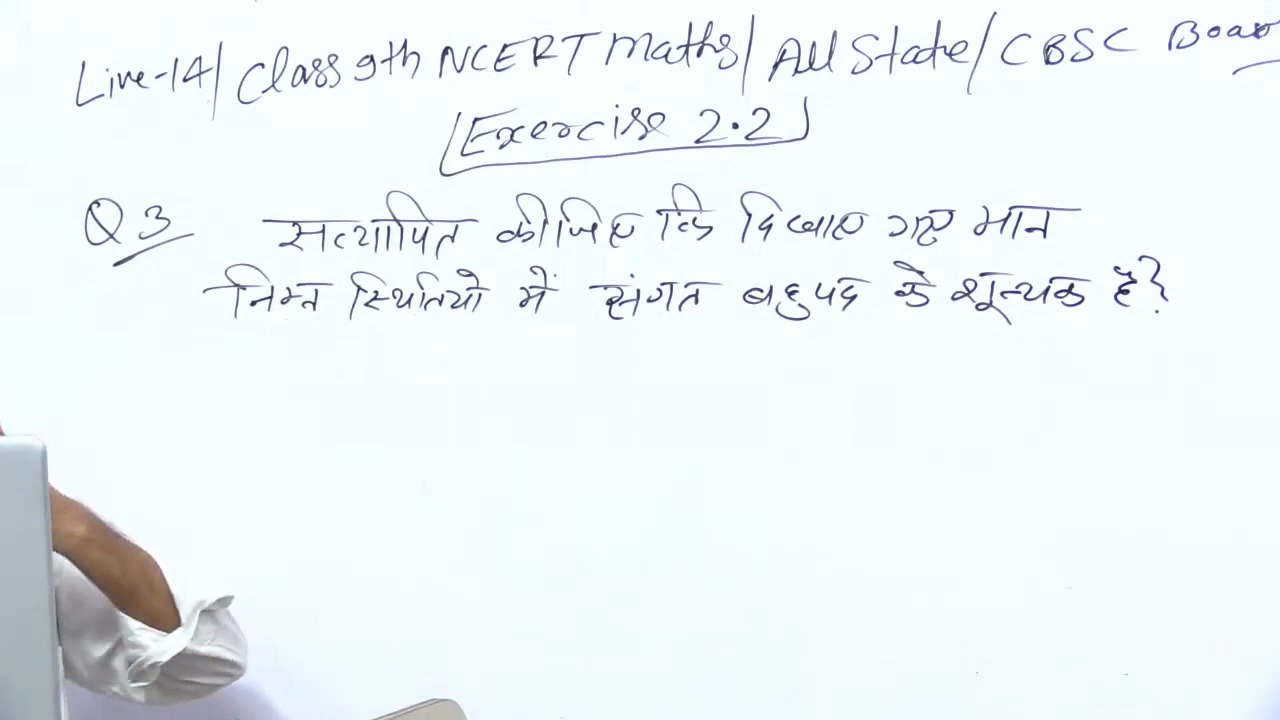 Live-14/ Class 9th NCERT Maths/ All State/ CBSC Boar
Exercise 2.2
Q 3 सत्यापित कीजिए कि दिखाए गए मान
निम्न स्थितियों में संगत बहुपद के शून्यक हैं?